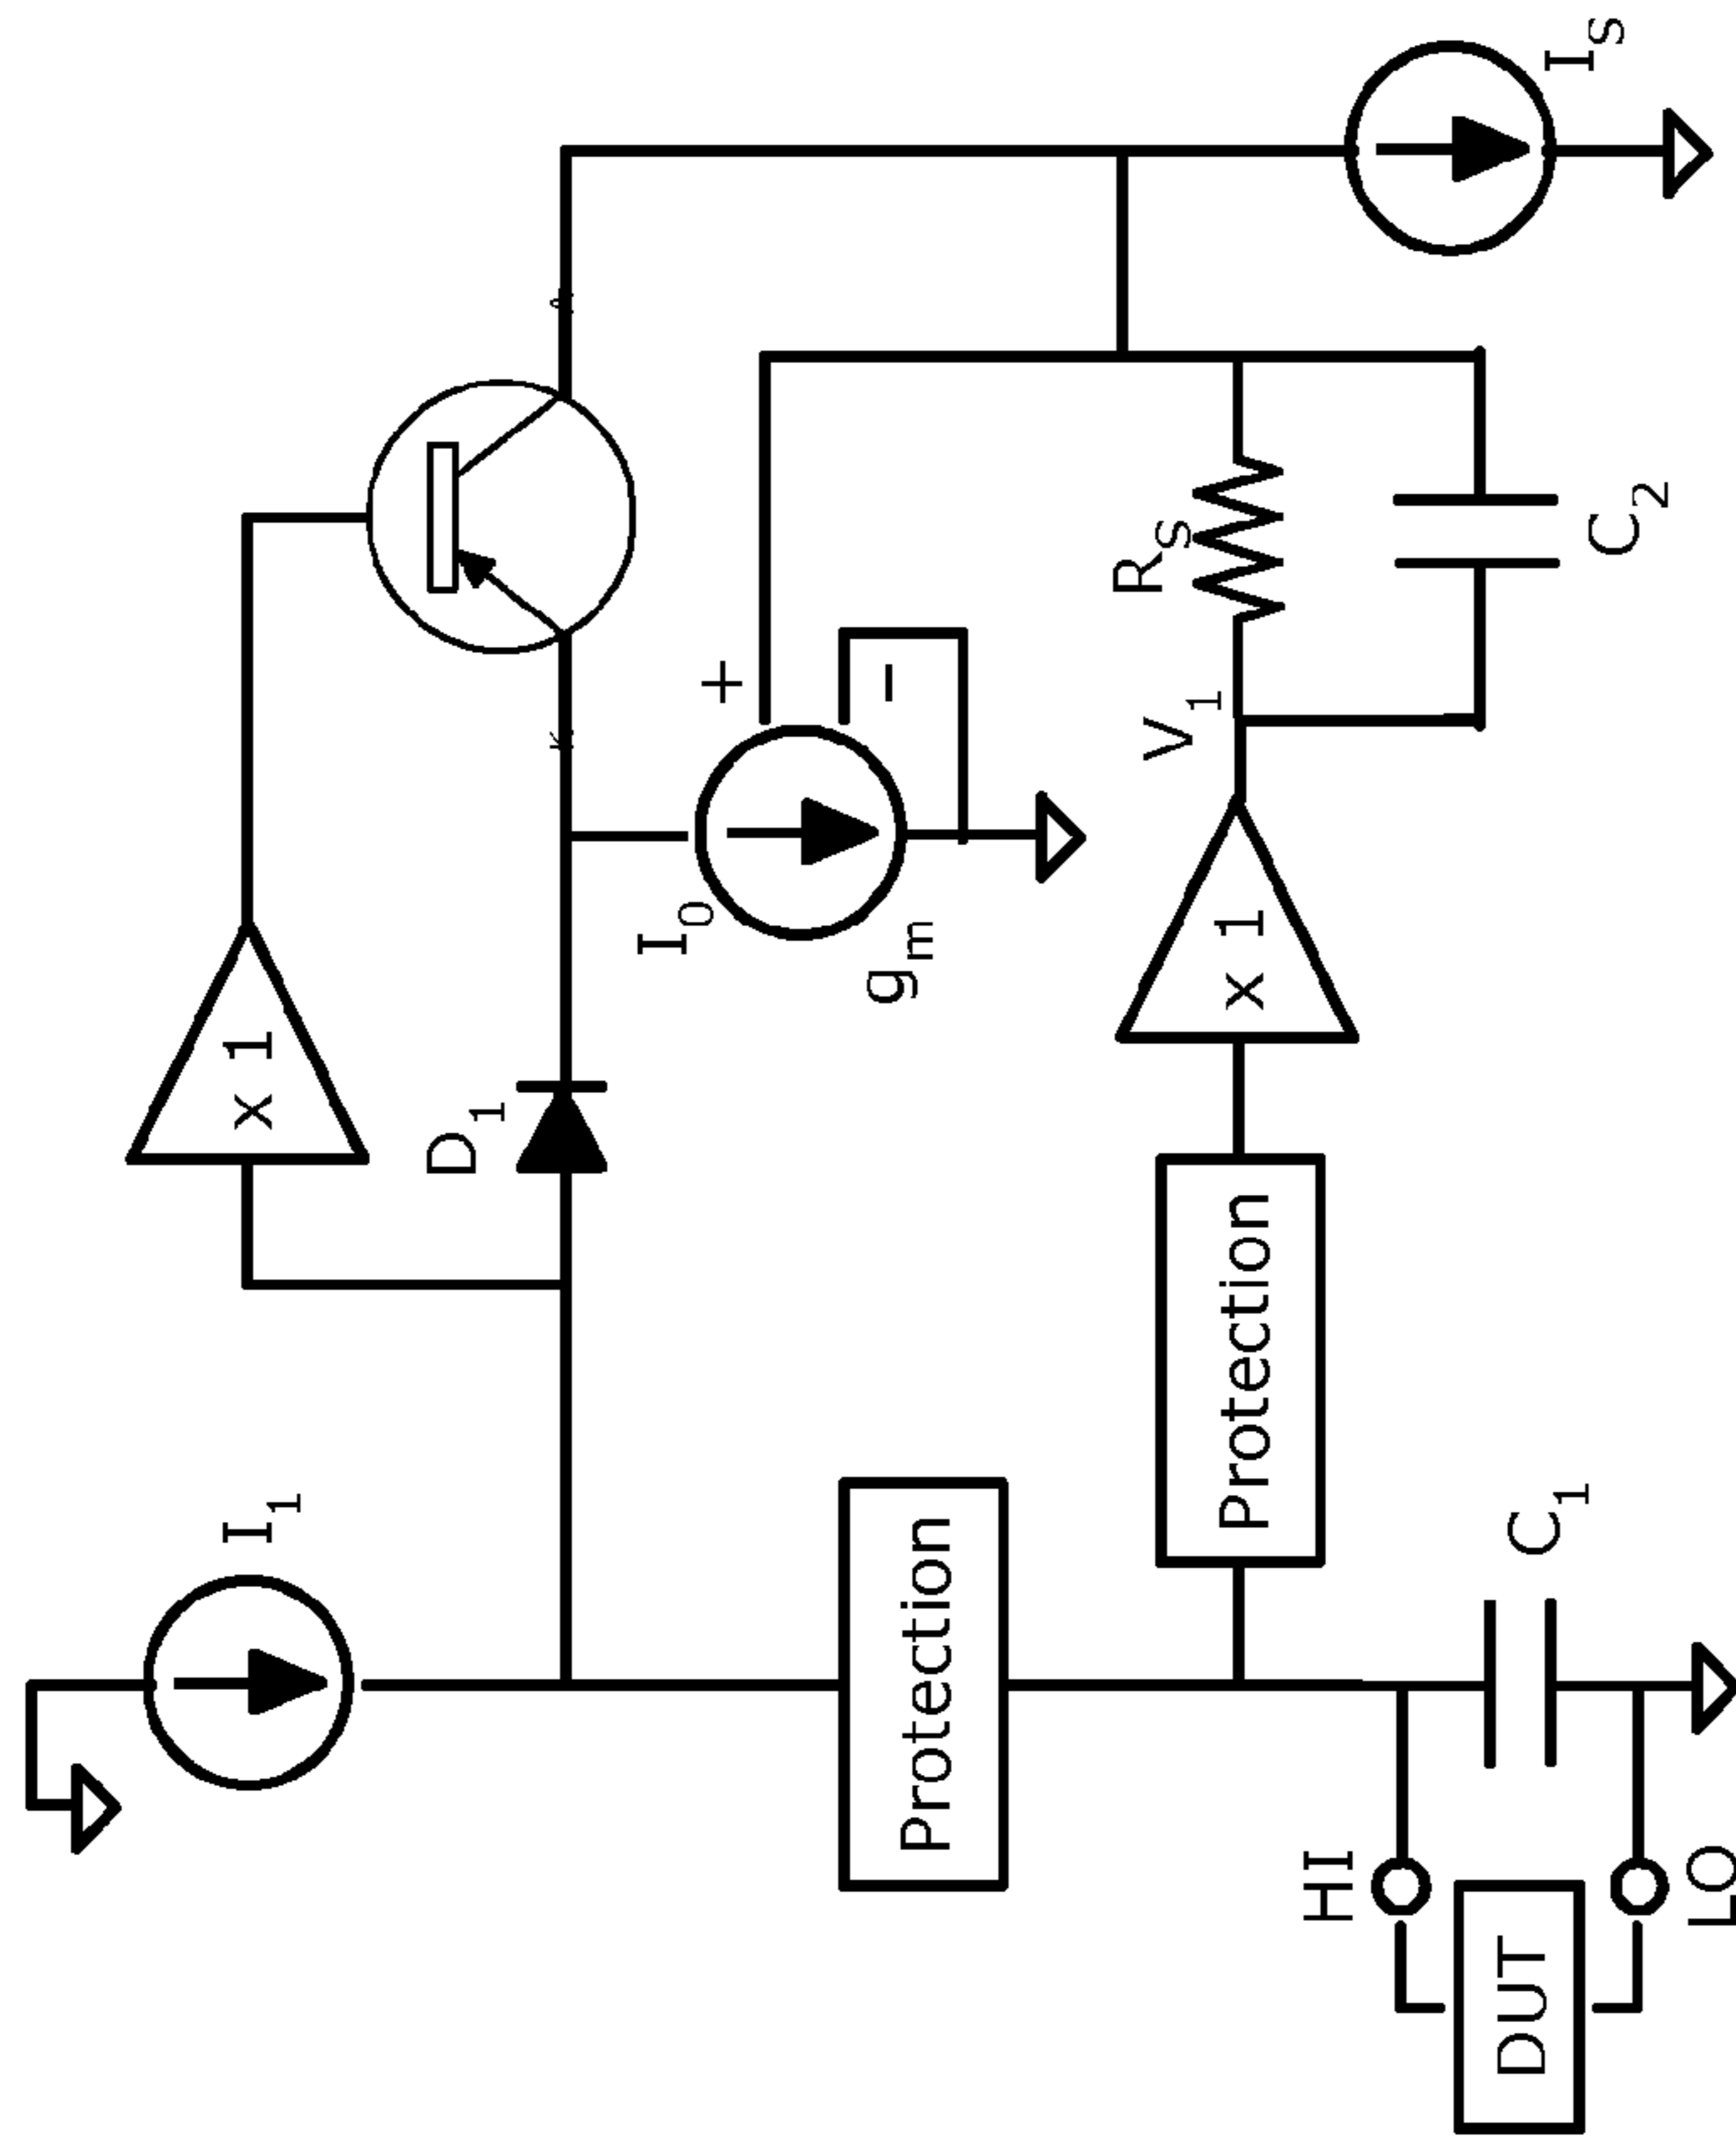 I₁
x 1
D₁
I₀
gₘ
+
−
Protection
Protection
x 1
V₁
Rₛ
C₂
Iₛ
HI
DUT
LO
C₁